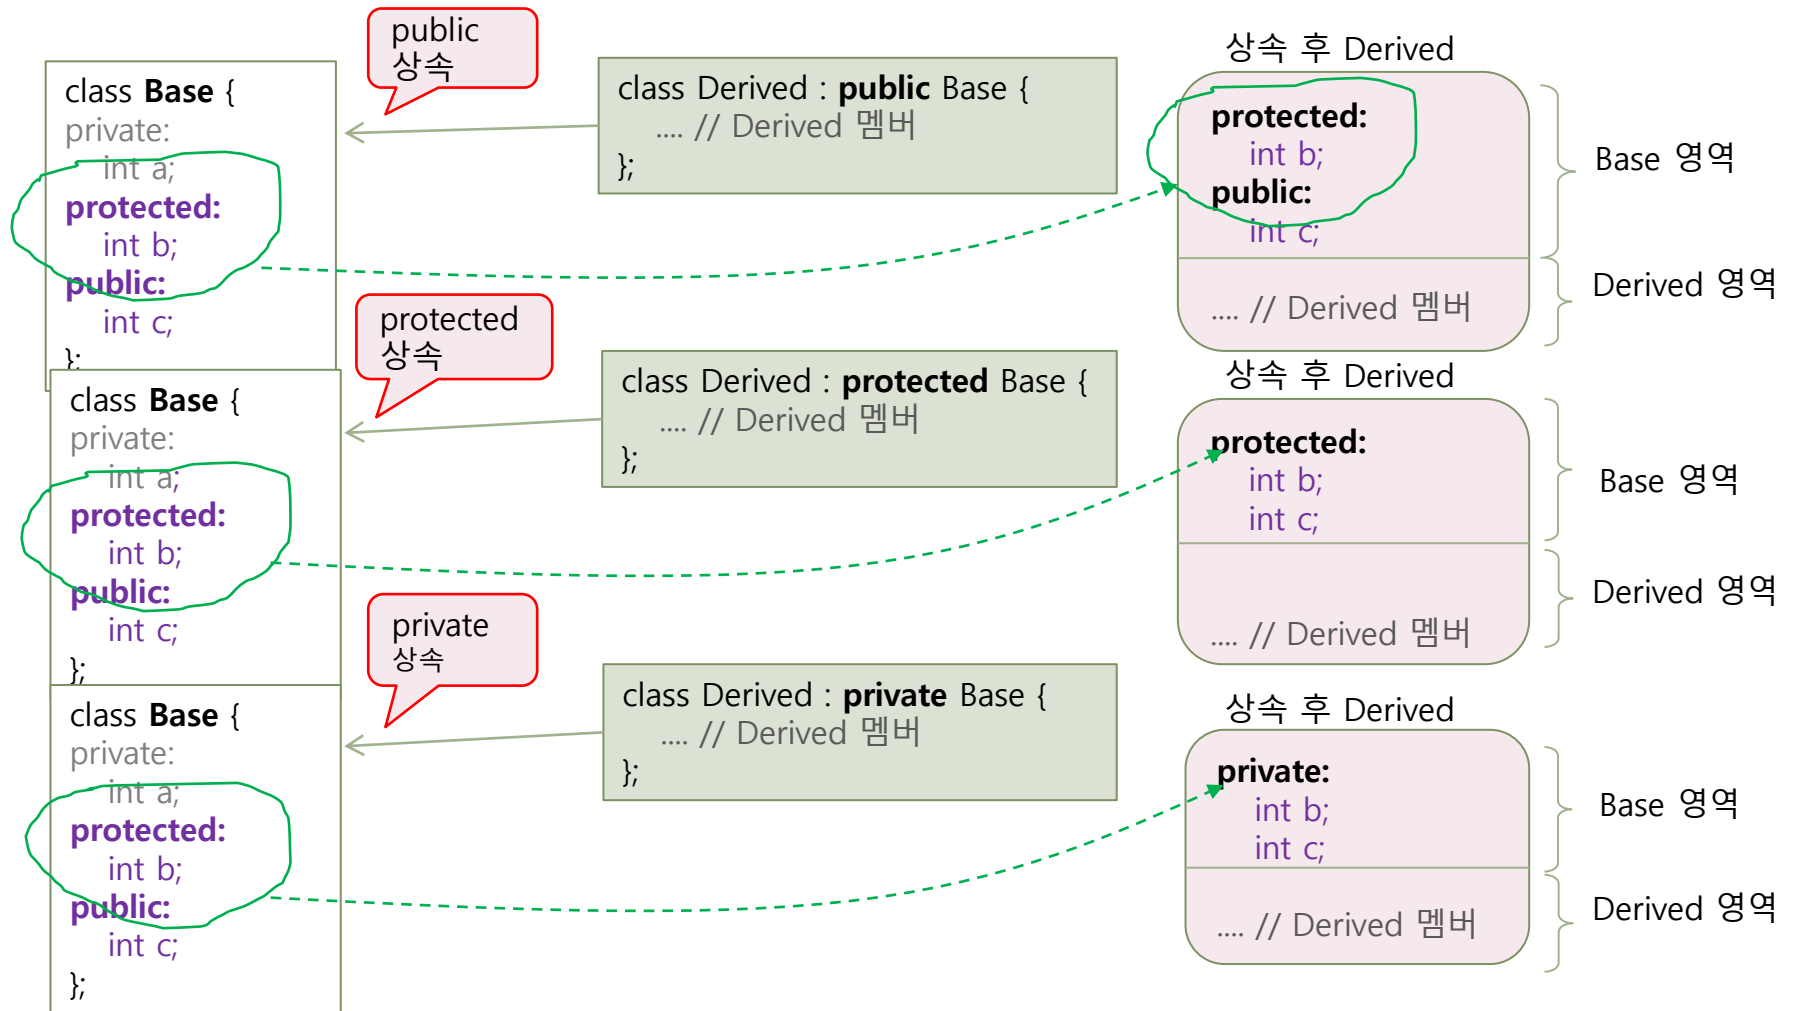 public
상속
class Base {
private:
int a;
protected:
int b;
public:
int c;
};
class Derived : public Base {
.... // Derived 멤버
};
상속 후 Derived
protected:
int b;
public:
int c;
.... // Derived 멤버
Base 영역
Derived 영역
protected
상속
class Base {
private:
int a;
protected:
int b;
public:
int c;
};
class Derived : protected Base {
.... // Derived 멤버
};
상속 후 Derived
protected:
int b;
int c;
.... // Derived 멤버
Base 영역
Derived 영역
private
상속
class Base {
private:
int a;
protected:
int b;
public:
int c;
};
class Derived : private Base {
.... // Derived 멤버
};
상속 후 Derived
private:
int b;
int c;
.... // Derived 멤버
Base 영역
Derived 영역